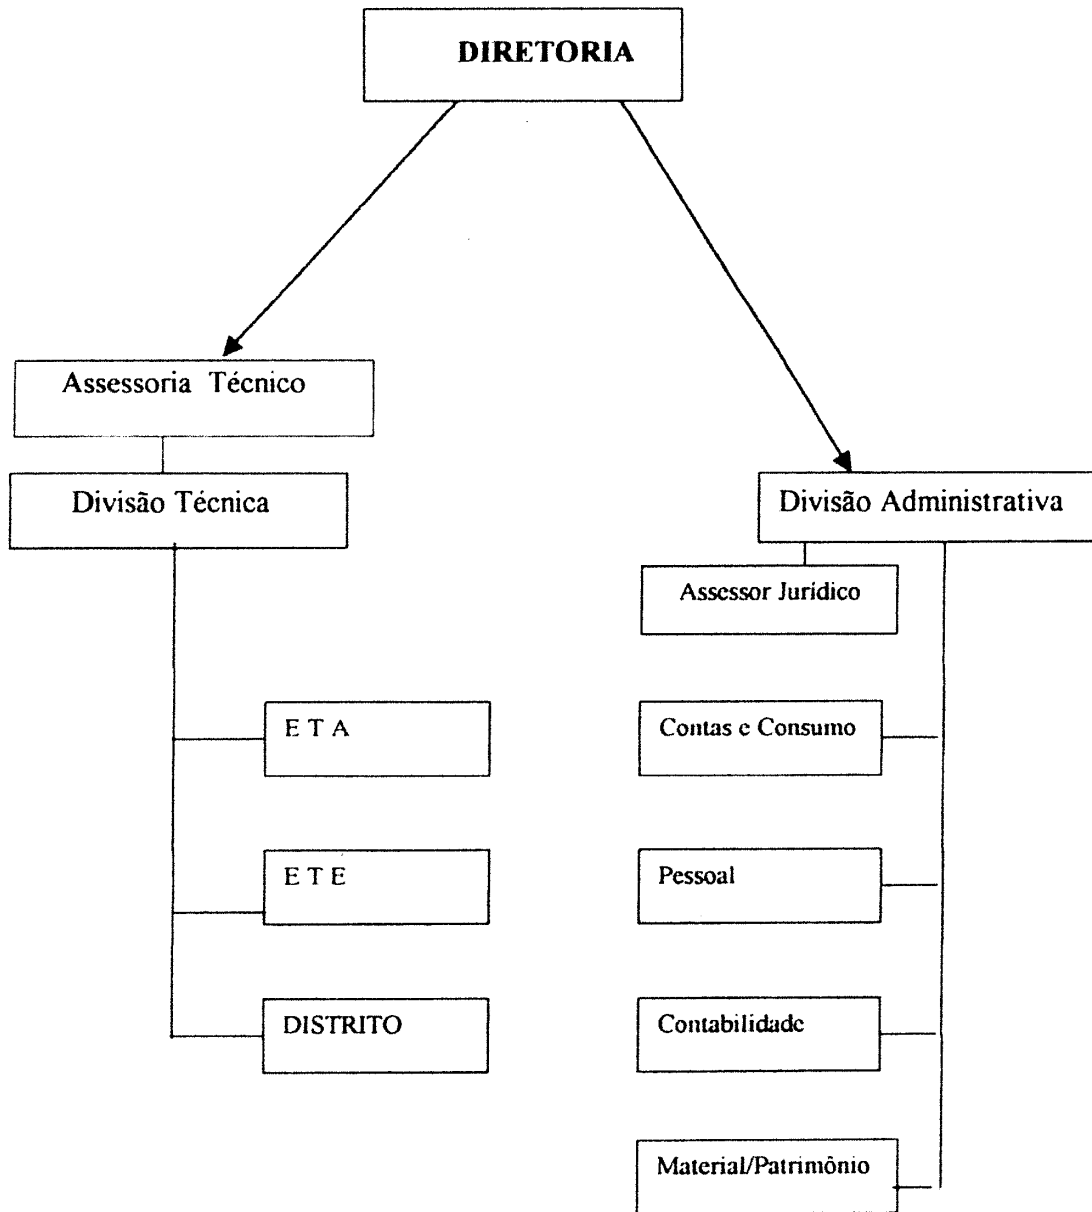 DIRETORIA
Assessoria Técnico
Divisão Técnica
Divisão Administrativa
Assessor Jurídico
E T A
Contas e Consumo
E T E
Pessoal
DISTRITO
Contabilidade
Material/Patrimônio